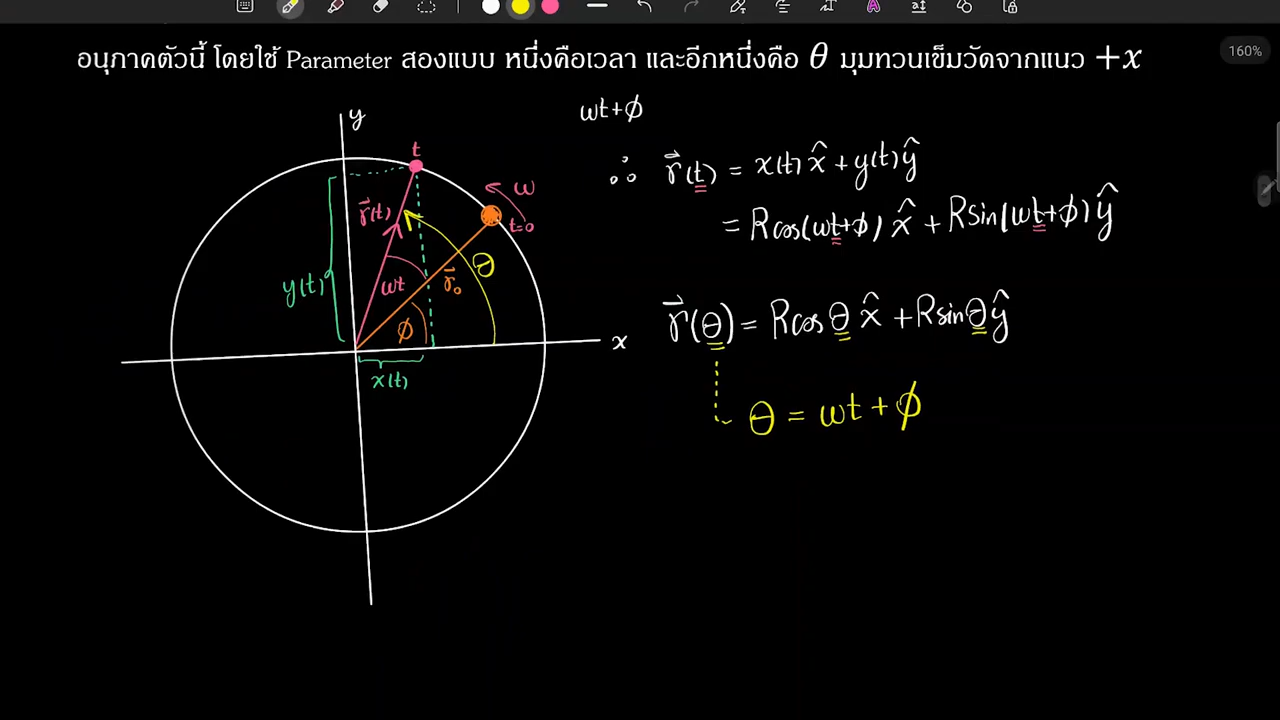 160%
อนุภาคตัวนี้ โดยใช้ Parameter สองแบบ หนึ่งคือเวลา และอีกหนึ่งคือ θ มุมทวนเข็มวัดจากแนว +x
ωt+ϕ
y
t
∴ r⃗(t) = x(t) x̂ + y(t) ŷ
ω
t=0
= Rcos(ωt+ϕ) x̂ + Rsin(ωt+ϕ) ŷ
r⃗(t)
θ
y(t)
ωt
r⃗₀
r⃗(θ) = Rcosθ x̂ + Rsinθ ŷ
ϕ
x
x(t)
θ = ωt + ϕ